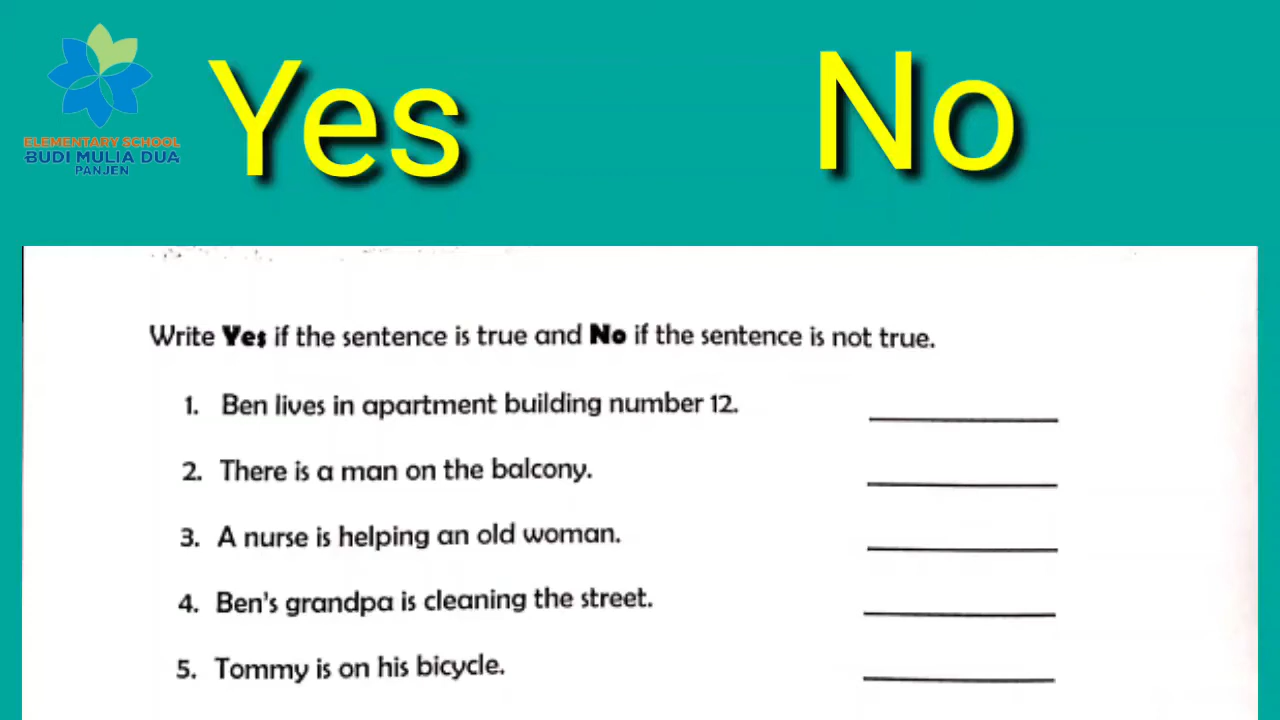 Yes No
ELEMENTARY SCHOOL
BUDI MULIA DUA
PANJEN
Write Yes if the sentence is true and No if the sentence is not true.
1. Ben lives in apartment building number 12.
2. There is a man on the balcony.
3. A nurse is helping an old woman.
4. Ben's grandpa is cleaning the street.
5. Tommy is on his bicycle.